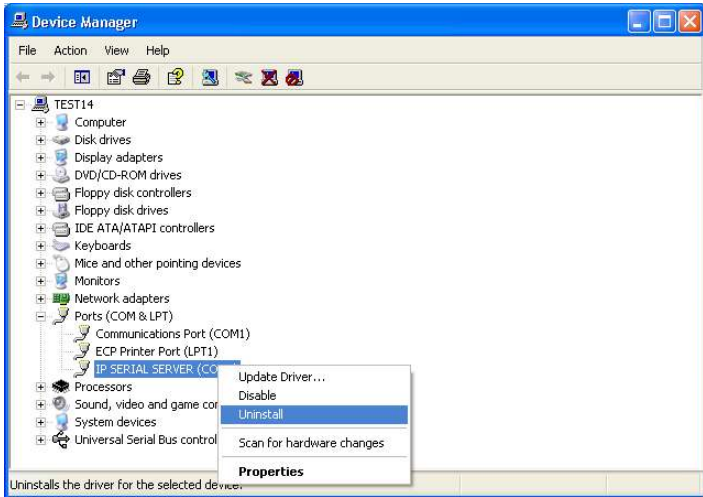 Device Manager
File Action View Help
TEST14
Computer
Disk drives
Display adapters
DVD/CD-ROM drives
Floppy disk controllers
Floppy disk drives
IDE ATA/ATAPI controllers
Keyboards
Mice and other pointing devices
Monitors
Network adapters
Ports (COM & LPT)
Communications Port (COM1)
ECP Printer Port (LPT1)
IP SERIAL SERVER
Processors
Sound, video and game
System devices
Universal Serial Bus
Update Driver...
Disable
Uninstall
Scan for hardware changes
Properties
Uninstalls the driver for the selected device.